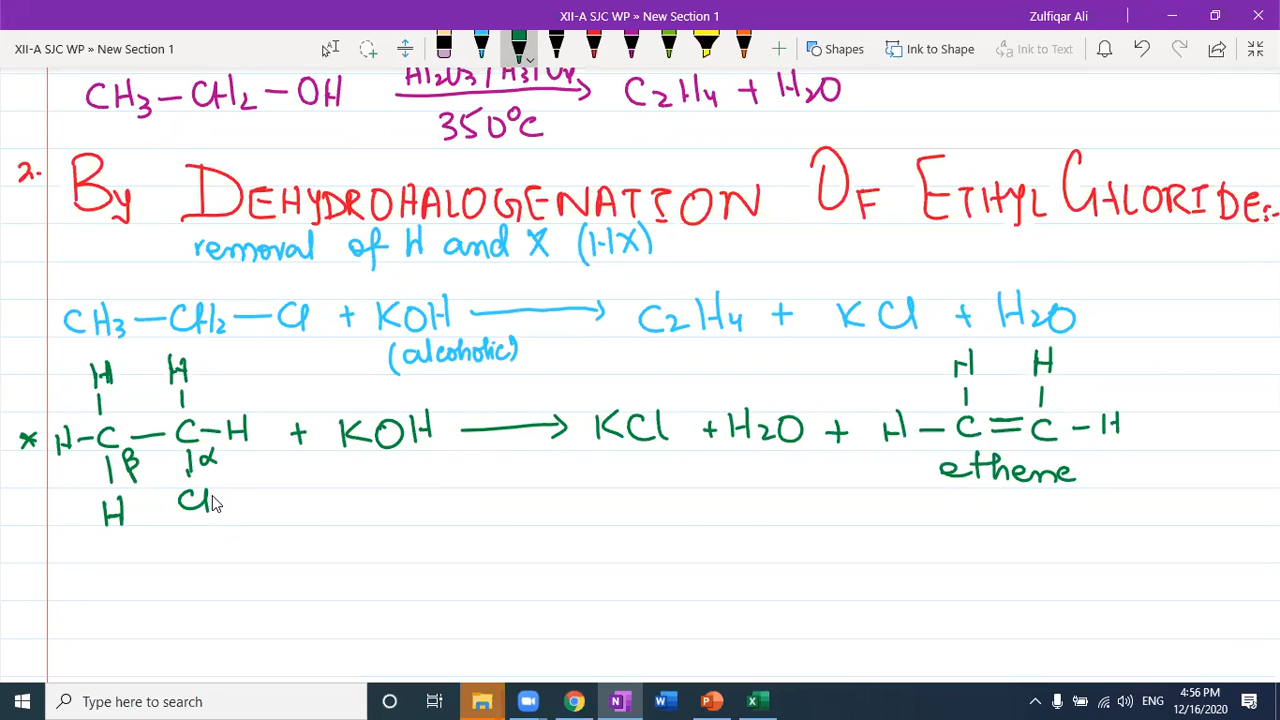 XII-A SJC WP » New Section 1
Zulfiqar Ali
XII-A SJC WP » New Section 1
Shapes
Ink to Shape
Ink to Text
CH3—CH2—OH → C2H4 + H2O
350°C
2. By DEHYDROHALOGENATION OF ETHYL CHLORIDE:-
removal of H and X (HX)
CH3—CH2—Cl + KOH → C2H4 + KCl + H2O
(alcoholic)
H H H H
* H-C—C-H + KOH → KCl + H2O + H-C=C-H
β α ethene
H Cl
Type here to search
ENG
4:56 PM
12/16/2020